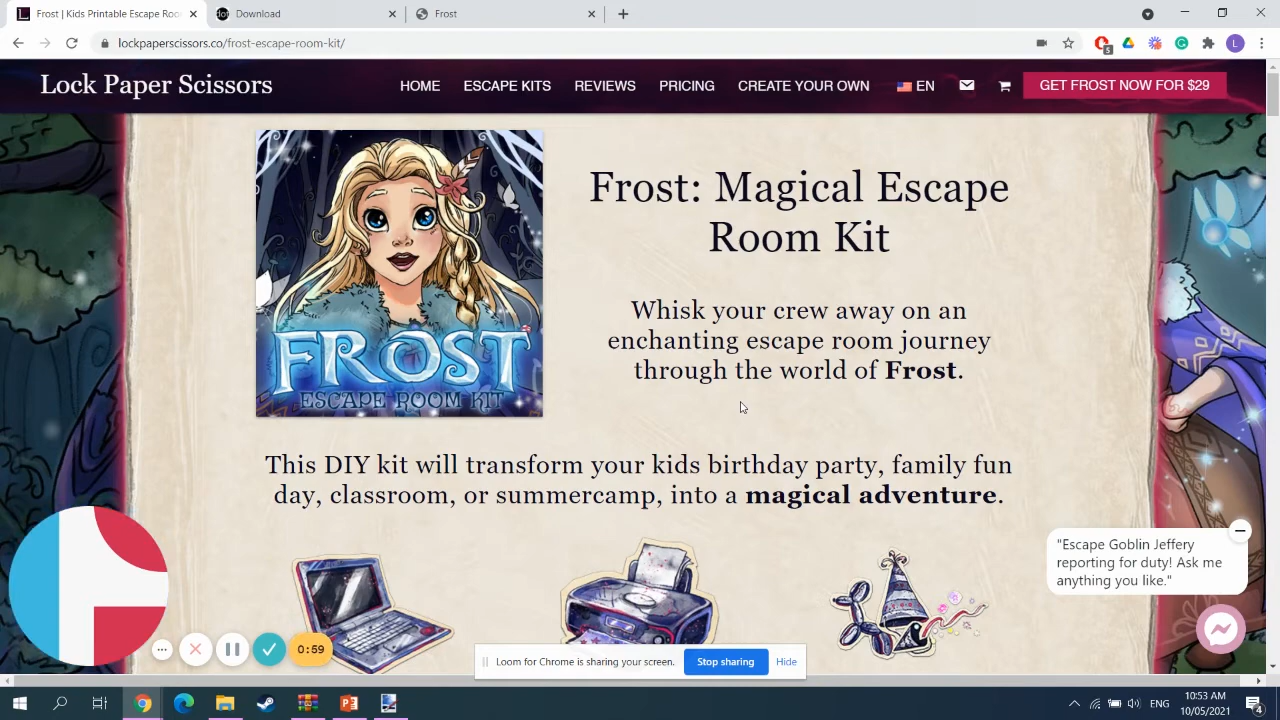 Frost | Kids Printable Escape Roo
Download
Frost
lockpaperscissors.co/frost-escape-room-kit/
5
L
Lock Paper Scissors
HOME
ESCAPE KITS
REVIEWS
PRICING
CREATE YOUR OWN
EN
GET FROST NOW FOR $29
FROST
ESCAPE ROOM KIT
Frost: Magical Escape
Room Kit
Whisk your crew away on an
enchanting escape room journey
through the world of Frost.
This DIY kit will transform your kids birthday party, family fun
day, classroom, or summercamp, into a magical adventure.
"Escape Goblin Jeffery
reporting for duty! Ask me
anything you like."
0:59
Loom for Chrome is sharing your screen.
Stop sharing
Hide
ENG
10:53 AM
10/05/2021
4